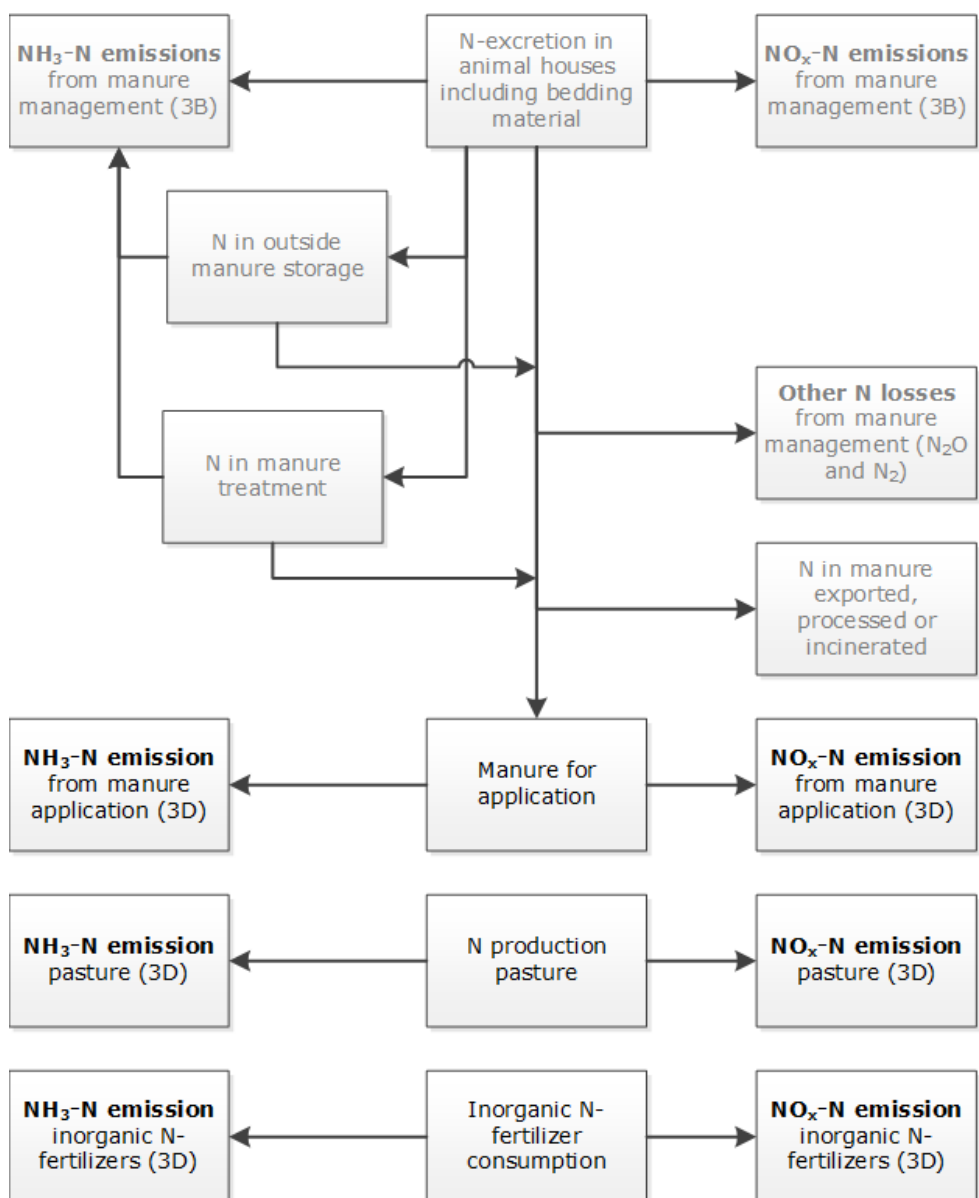 NH₃-N emissions
from manure
management (3B)
N-excretion in
animal houses
including bedding
material
NOₓ-N emissions
from manure
management (3B)
N in outside
manure storage
Other N losses
from manure
management (N₂O
and N₂)
N in manure
treatment
N in manure
exported,
processed or
incinerated
NH₃-N emission
from manure
application (3D)
Manure for
application
NOₓ-N emission
from manure
application (3D)
NH₃-N emission
pasture (3D)
N production
pasture
NOₓ-N emission
pasture (3D)
NH₃-N emission
inorganic N-
fertilizers (3D)
Inorganic N-
fertilizer
consumption
NOₓ-N emission
inorganic N-
fertilizers (3D)